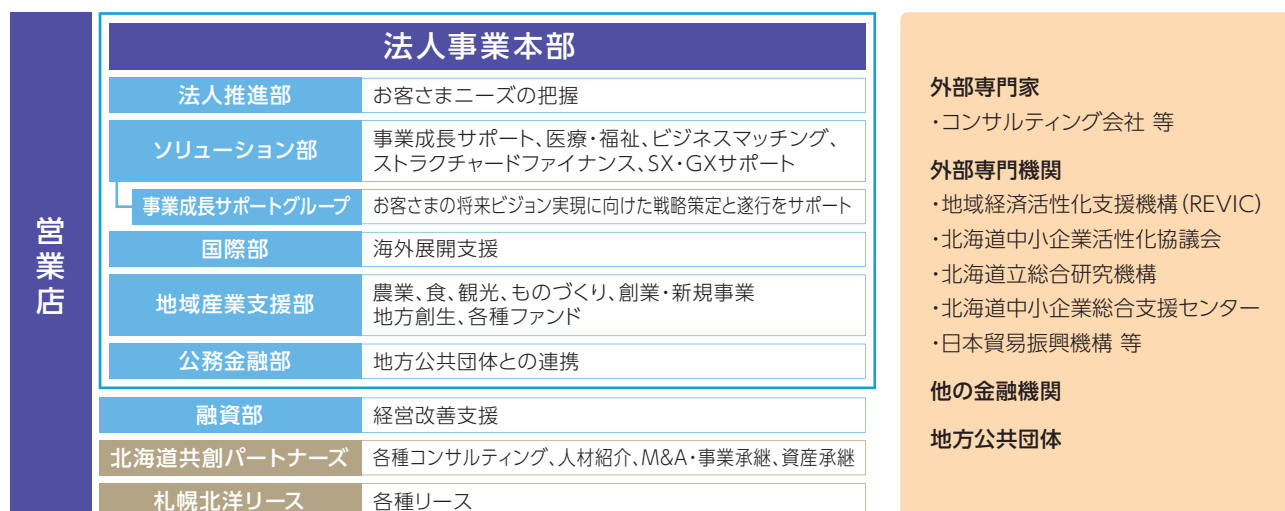 営業店
法人事業本部
法人推進部
お客さまニーズの把握
ソリューション部
事業成長サポート、医療・福祉、ビジネスマッチング、
ストラクチャードファイナンス、SX・GXサポート
事業成長サポートグループ
お客さまの将来ビジョン実現に向けた戦略策定と遂行をサポート
国際部
海外展開支援
地域産業支援部
農業、食、観光、ものづくり、創業・新規事業
地方創生、各種ファンド
公務金融部
地方公共団体との連携
融資部
経営改善支援
北海道共創パートナーズ
各種コンサルティング、人材紹介、M&A・事業承継、資産承継
札幌北洋リース
各種リース
外部専門家
・コンサルティング会社 等
外部専門機関
・地域経済活性化支援機構(REVIC)
・北海道中小企業活性化協議会
・北海道立総合研究機構
・北海道中小企業総合支援センター
・日本貿易振興機構 等
他の金融機関
地方公共団体